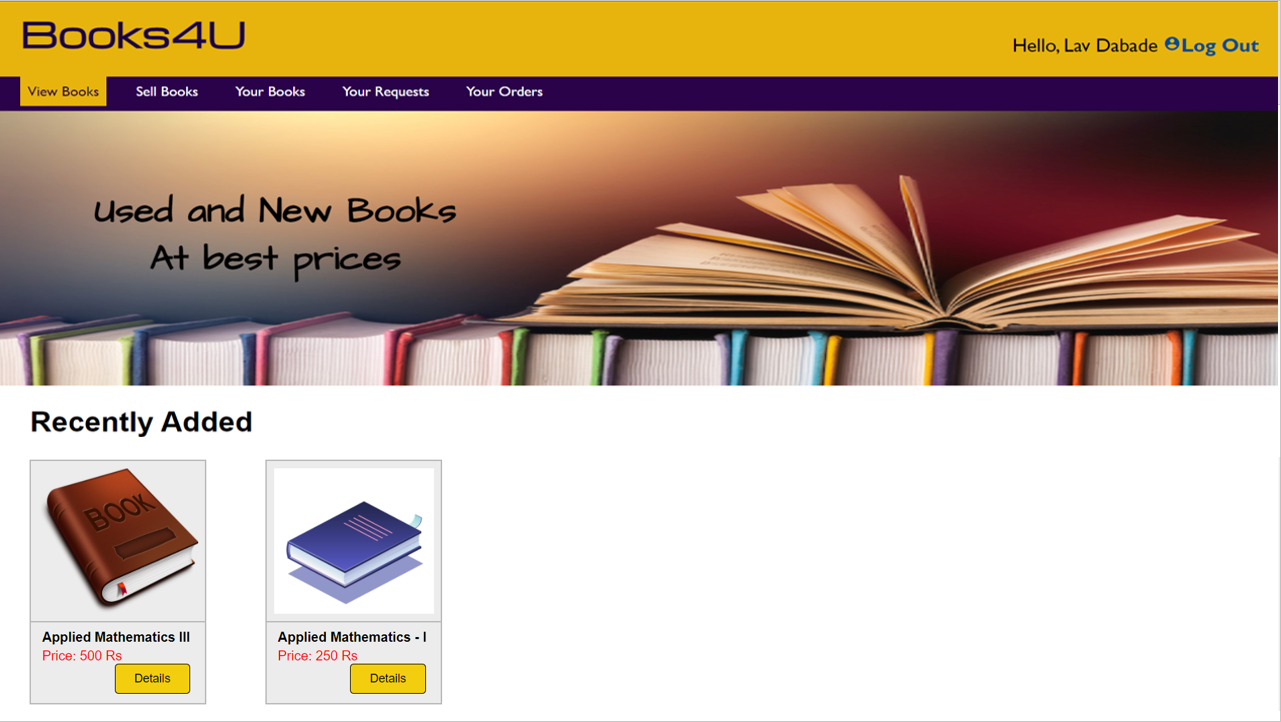 Books4U
Hello, Lav Dabade Log Out
View Books Sell Books Your Books Your Requests Your Orders
Used and New Books
At best prices
Recently Added
BOOK
Applied Mathematics III
Price: 500 Rs
Details
Applied Mathematics - I
Price: 250 Rs
Details